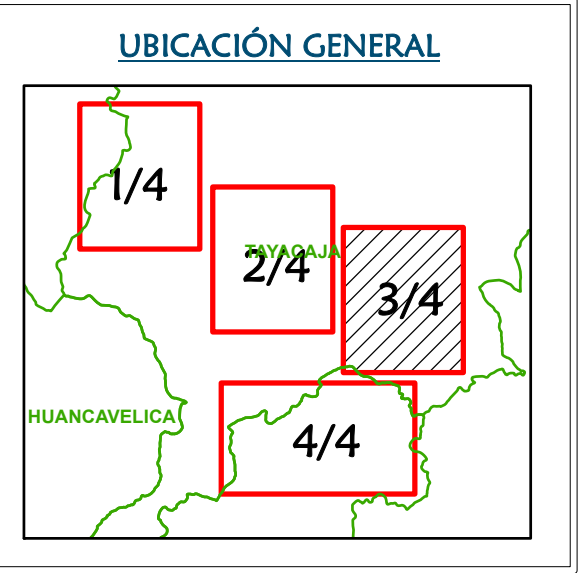 UBICACIÓN GENERAL
1/4
TAYACAJA
2/4
3/4
HUANCAVELICA
4/4